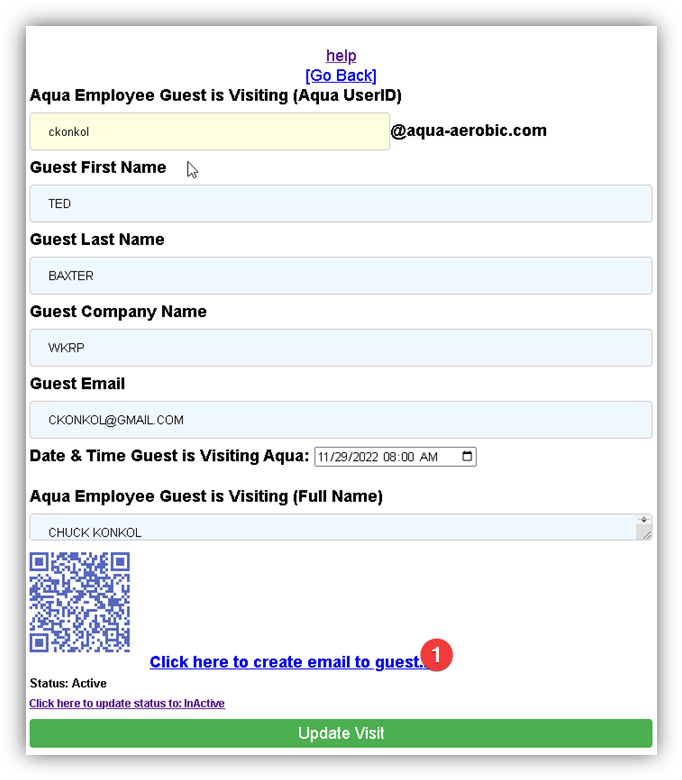 help
[Go Back]
Aqua Employee Guest is Visiting (Aqua UserID)
ckonkol @aqua-aerobic.com
Guest First Name
TED
Guest Last Name
BAXTER
Guest Company Name
WKRP
Guest Email
CKONKOL@GMAIL.COM
Date & Time Guest is Visiting Aqua: 11/29/2022 08:00 AM
Aqua Employee Guest is Visiting (Full Name)
CHUCK KONKOL
Click here to create email to guest. 1
Status: Active
Click here to update status to: InActive
Update Visit